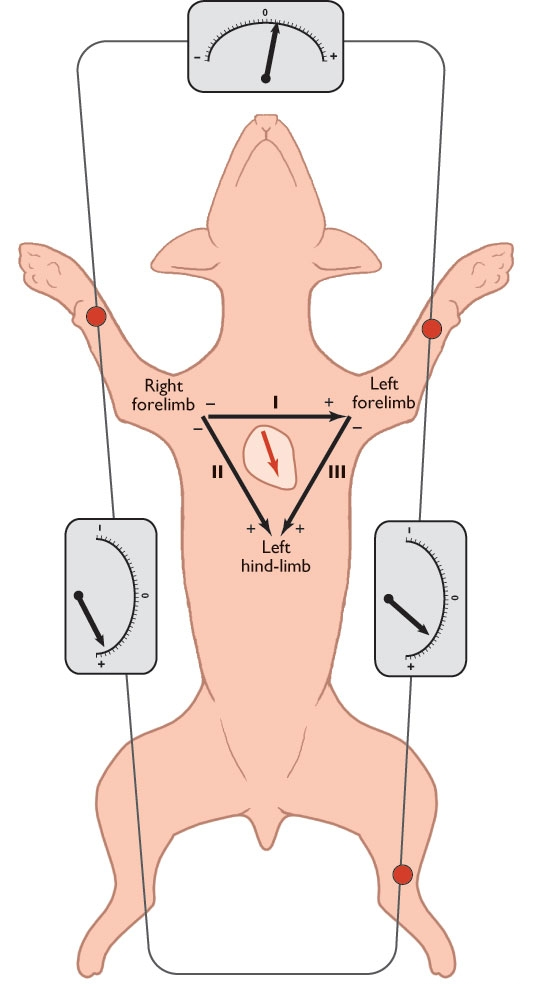 0
– +
Right
forelimb
Left
forelimb
– I +
– –
II III
+ +
Left
hind-limb
-
0
+
-
0
+